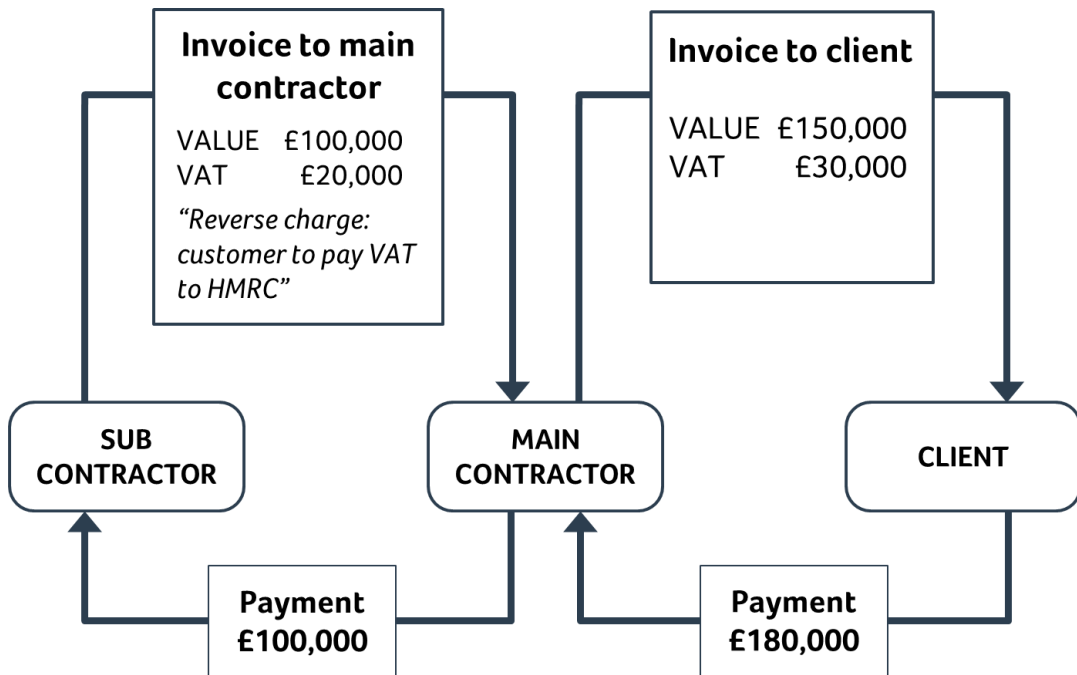 Invoice to main
contractor
VALUE £100,000
VAT £20,000
“Reverse charge:
customer to pay VAT
to HMRC”
Invoice to client
VALUE £150,000
VAT £30,000
SUB
CONTRACTOR
MAIN
CONTRACTOR
CLIENT
Payment
£100,000
Payment
£180,000